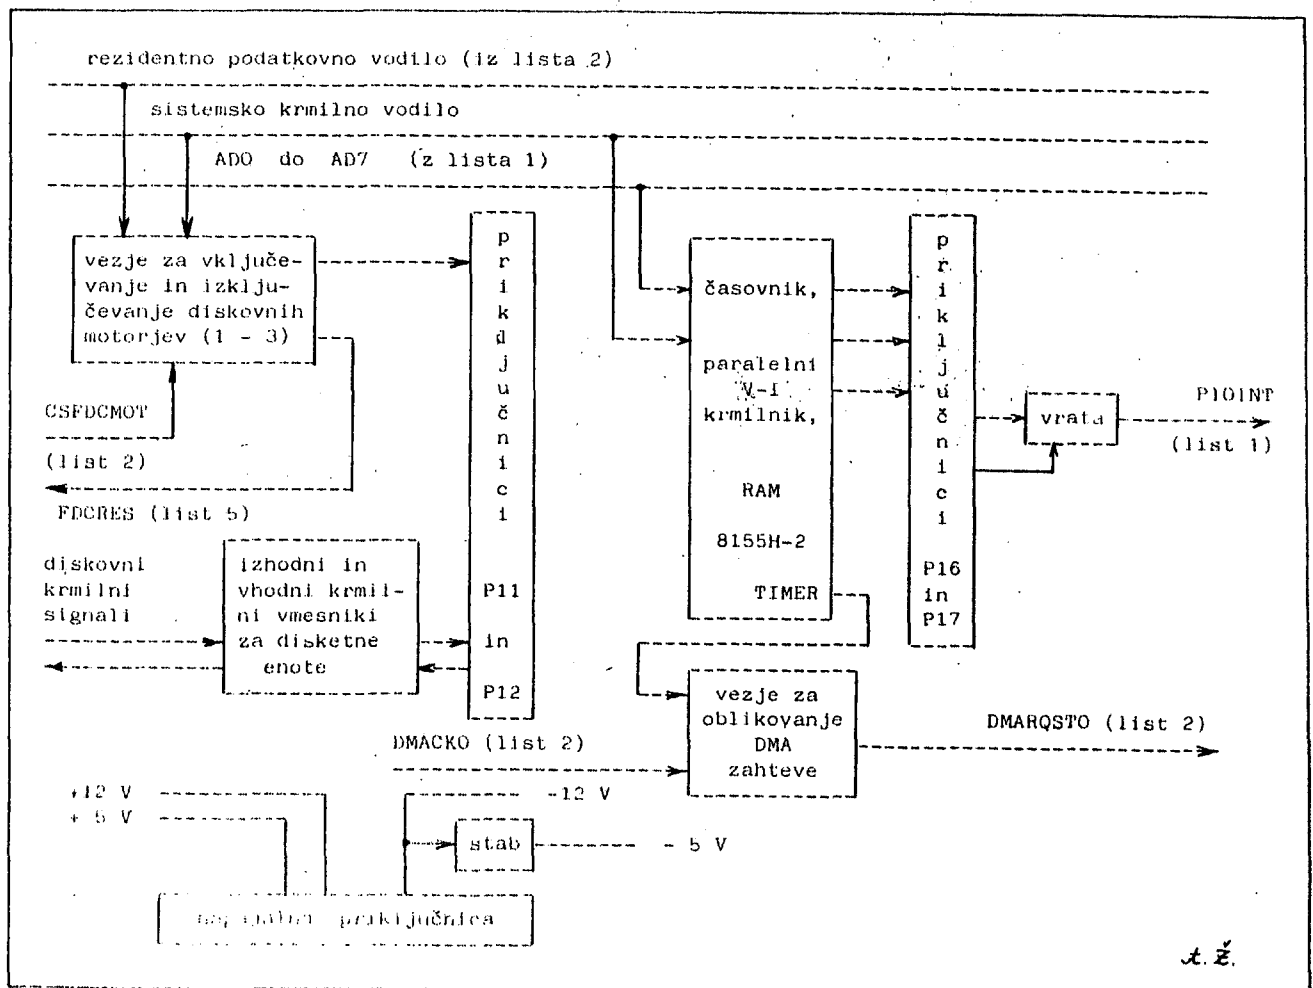 rezidentno podatkovno vodilo (iz lista 2)
sistemsko krmilno vodilo
AD0 do AD7 (z lista 1)
vezje za vključe-
vanje in izklju-
čevanje diskovnih
motorjev (1 - 3)
CSFDCMOT
(list 2)
FDCRES (list 5)
diskovni
krmilni
signali
izhodni in
vhodni krmil-
ni vmesniki
za disketne
enote
p
r
i
k
l
j
u
č
n
i
c
i
P11
in
P12
časovnik,
paralelni
V-I
krmilnik,
RAM
8155H-2
TIMER
p
r
i
k
l
j
u
č
n
i
c
i
P16
in
P17
vrata
PIOINT
(list 1)
DMACKO (list 2)
vezje za
oblikovanje
DMA
zahteve
DMARQSTO (list 2)
+12 V
+ 5 V
-12 V
stab
- 5 V
napajalna priključnica
A. Ž.